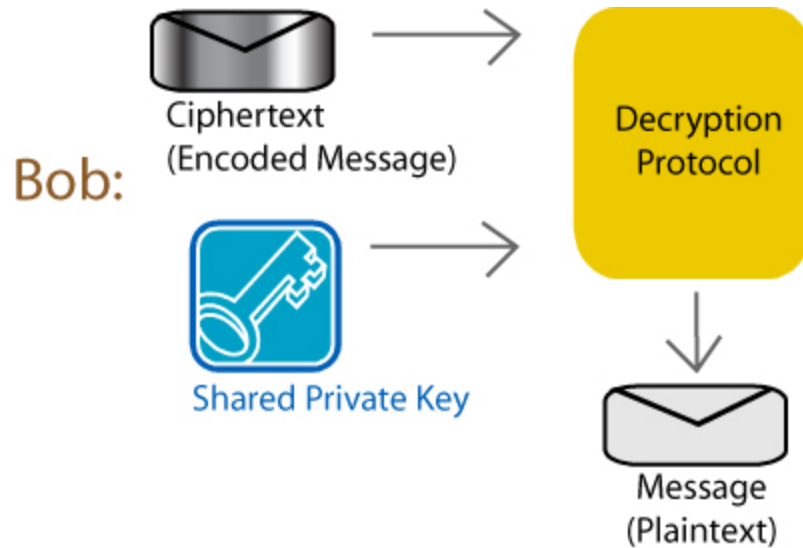 Ciphertext
(Encoded Message)
Decryption
Protocol
Bob:
Shared Private Key
Message
(Plaintext)